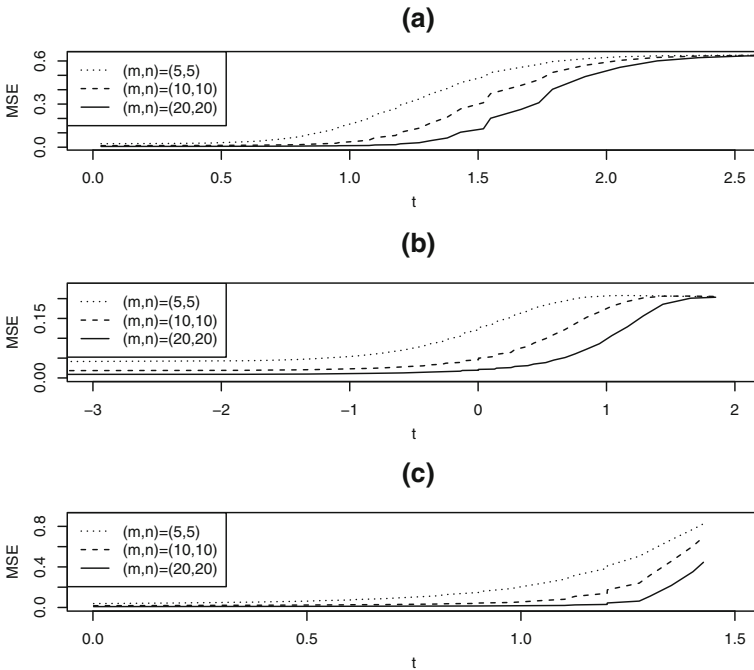 (a)
MSE
0.0 0.3 0.6
(m,n)=(5,5)
(m,n)=(10,10)
(m,n)=(20,20)
0.0 0.5 1.0 1.5 2.0 2.5
t
(b)
MSE
0.00 0.15
(m,n)=(5,5)
(m,n)=(10,10)
(m,n)=(20,20)
−3 −2 −1 0 1 2
t
(c)
MSE
0.0 0.4 0.8
(m,n)=(5,5)
(m,n)=(10,10)
(m,n)=(20,20)
0.0 0.5 1.0 1.5
t